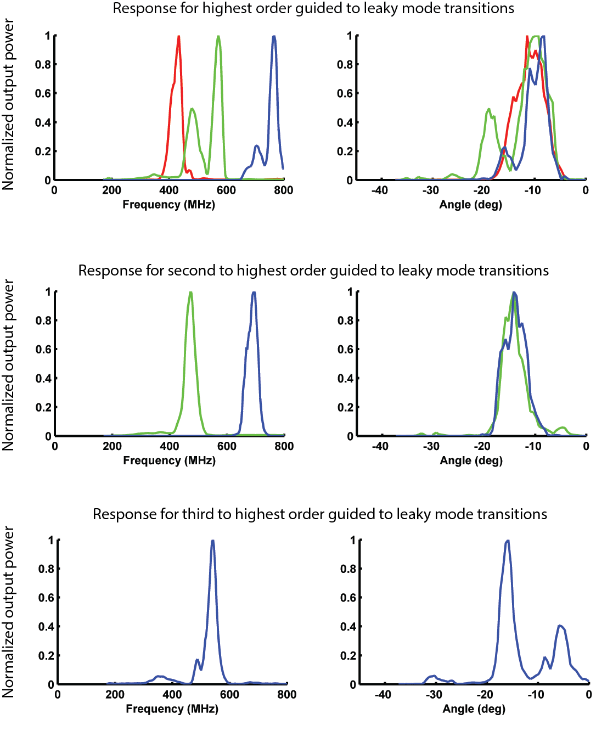 Response for highest order guided to leaky mode transitions
Normalized output power
1
0.8
0.6
0.4
0.2
0
0 200 400 600 800
Frequency (MHz)
1
0.8
0.6
0.4
0.2
0
-40 -30 -20 -10 0
Angle (deg)
Response for second to highest order guided to leaky mode transitions
Normalized output power
1
0.8
0.6
0.4
0.2
0
0 200 400 600 800
Frequency (MHz)
1
0.8
0.6
0.4
0.2
0
-40 -30 -20 -10 0
Angle (deg)
Response for third to highest order guided to leaky mode transitions
Normalized output power
1
0.8
0.6
0.4
0.2
0
0 200 400 600 800
Frequency (MHz)
1
0.8
0.6
0.4
0.2
0
-40 -30 -20 -10 0
Angle (deg)